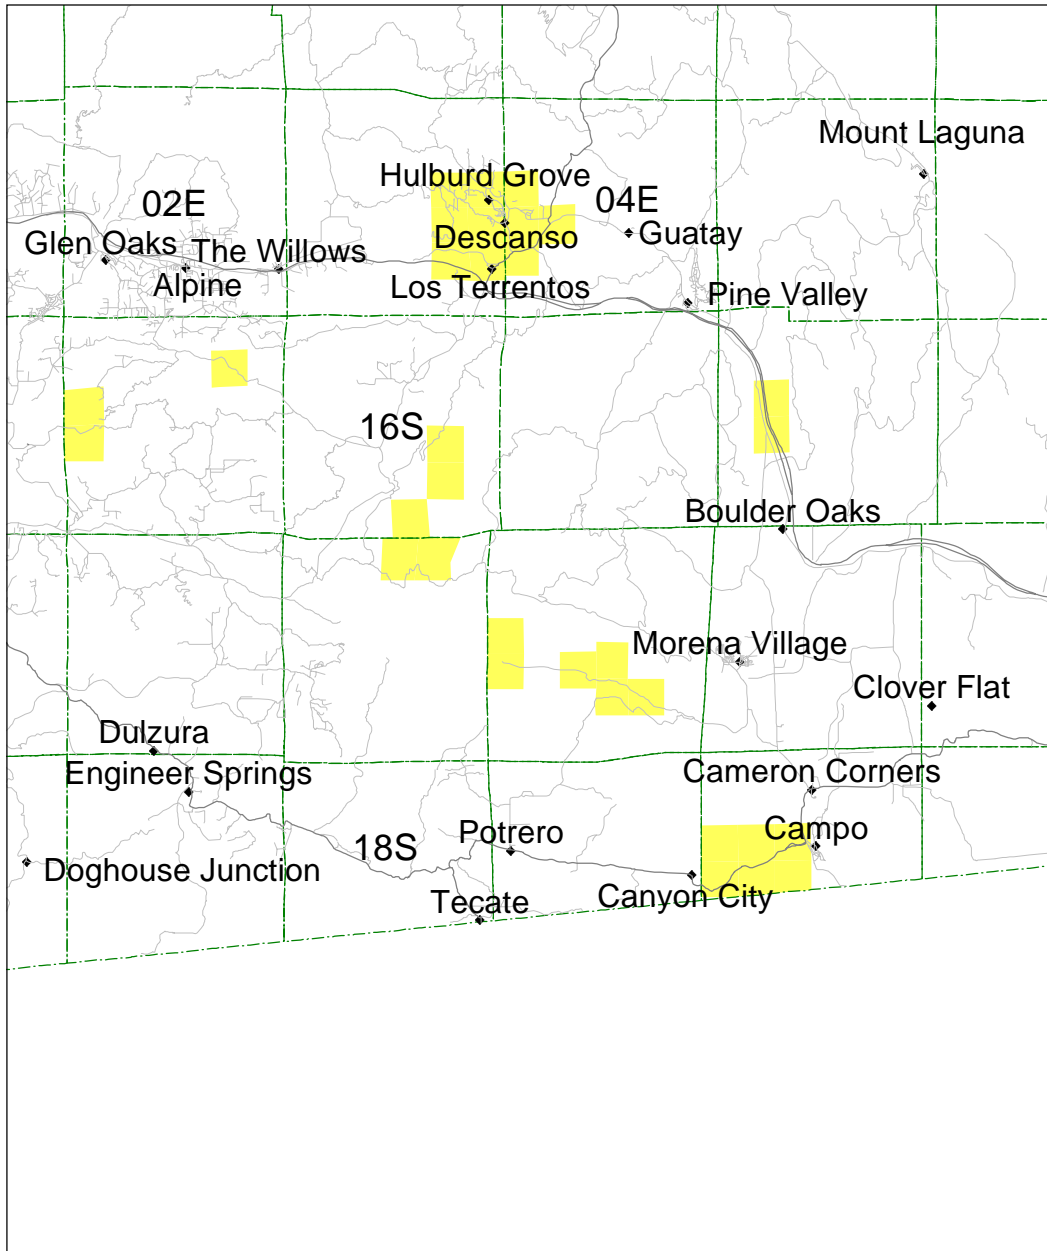 Mount Laguna
Hulburd Grove
02E
04E
Glen Oaks
The Willows
Descanso
Guatay
Alpine
Los Terrentos
Pine Valley
16S
Boulder Oaks
Morena Village
Clover Flat
Dulzura
Engineer Springs
Cameron Corners
18S
Potrero
Campo
Doghouse Junction
Tecate
Canyon City